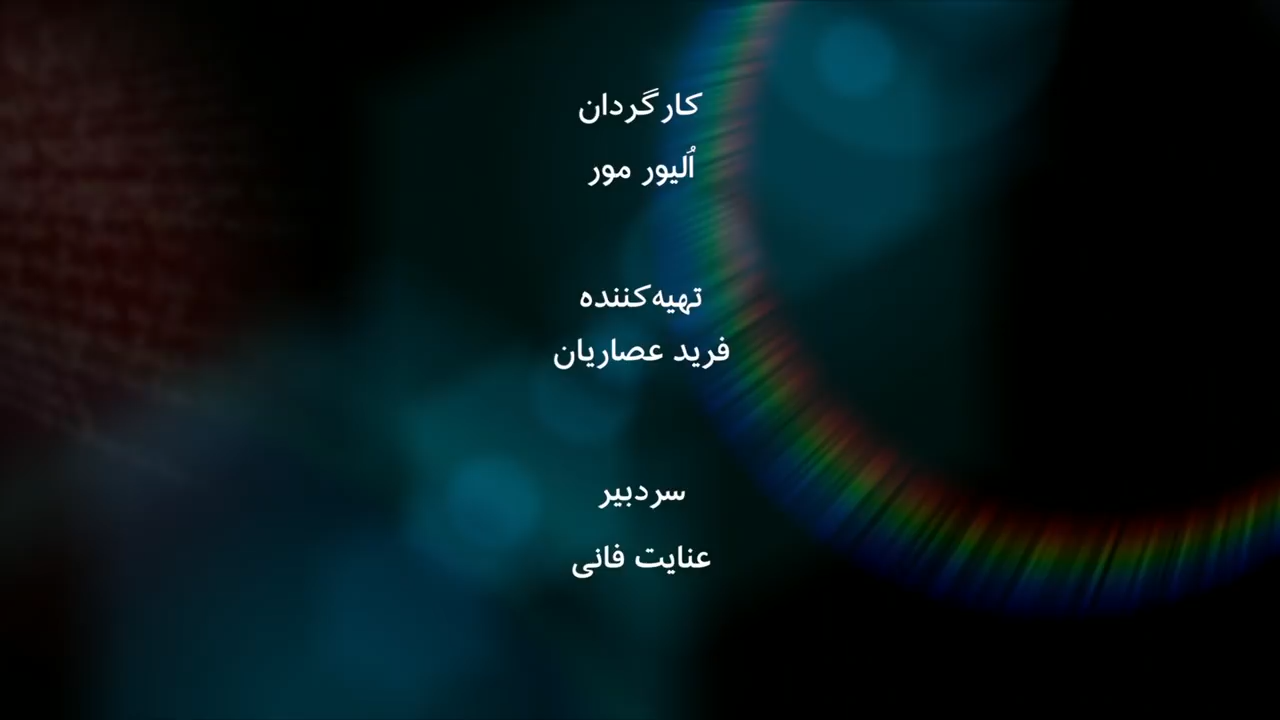 کارگردان
اُلیور مور
تهیه‌کننده
فرید عصاریان
سردبیر
عنایت فانی